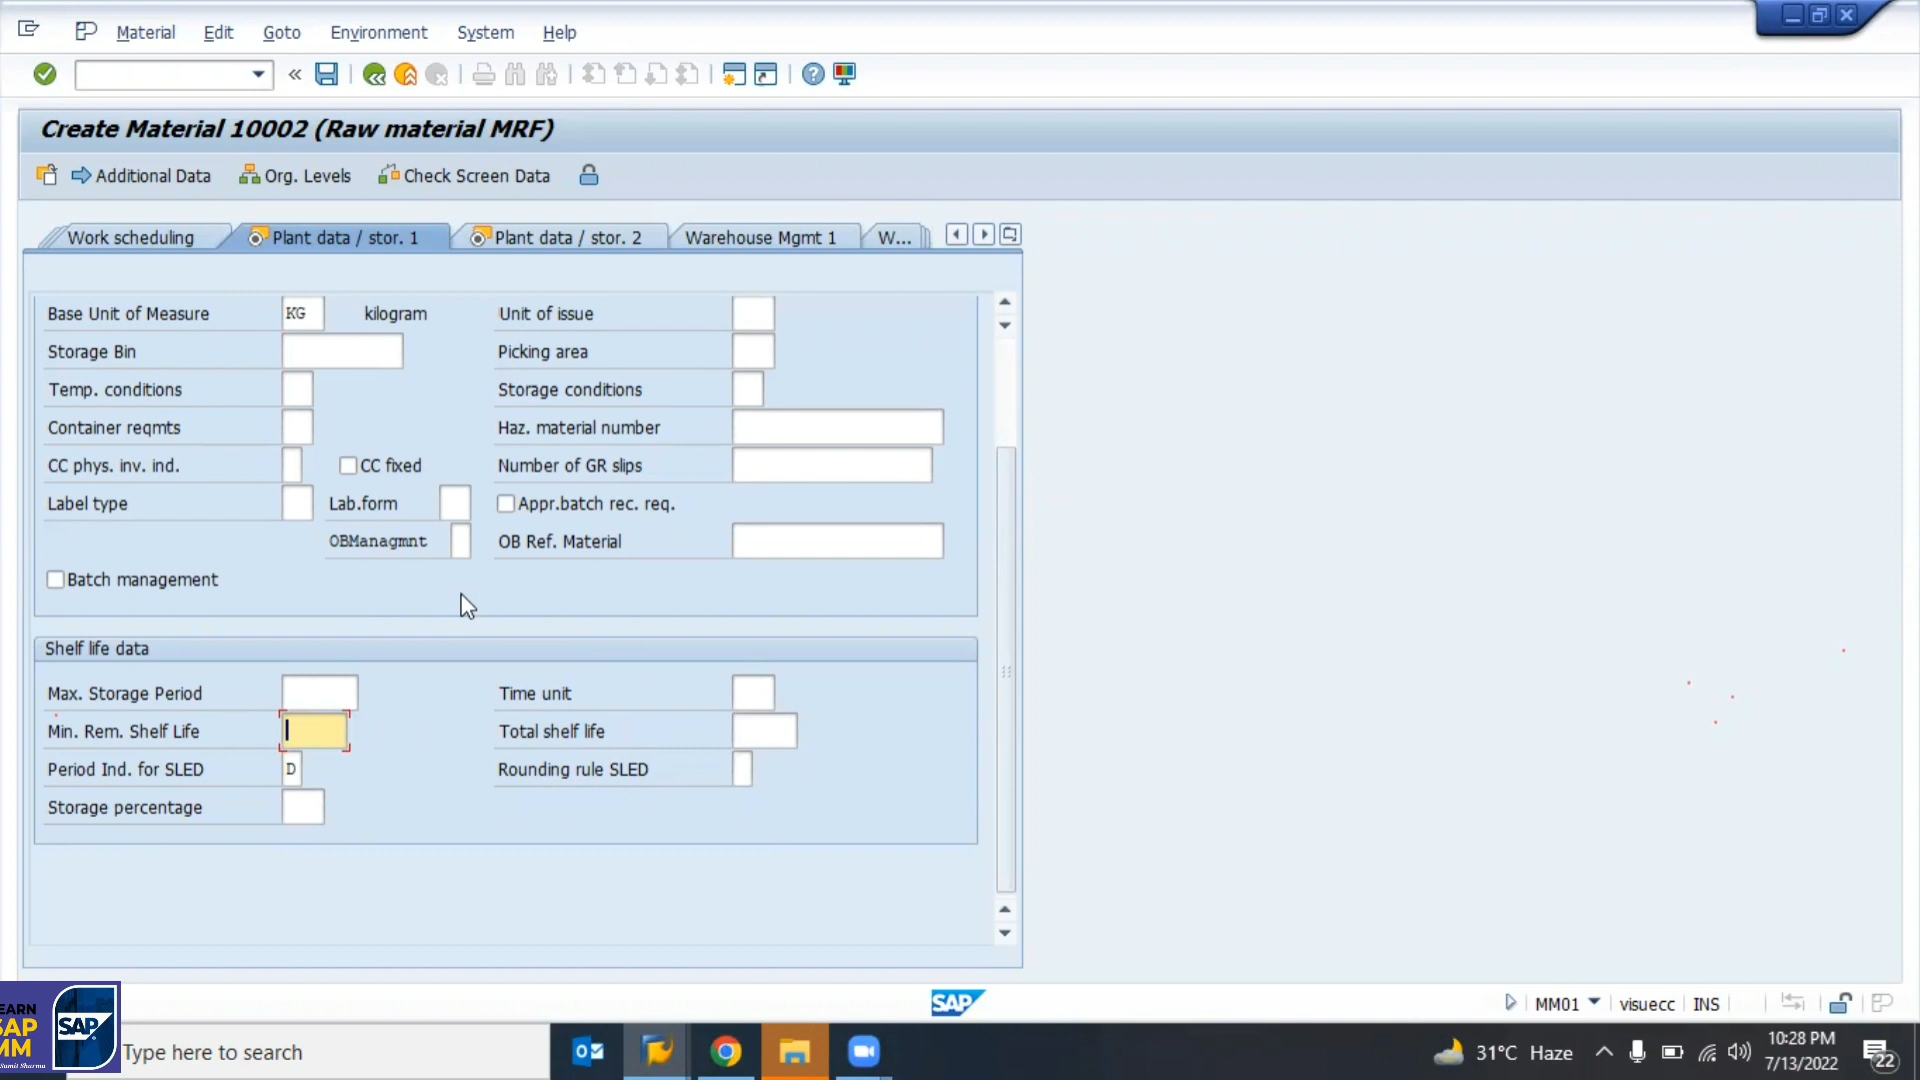 Material Edit Goto Environment System Help
Create Material 10002 (Raw material MRF)
Additional Data Org. Levels Check Screen Data
Work scheduling Plant data / stor. 1 Plant data / stor. 2 Warehouse Mgmt 1 W...
Base Unit of Measure KG kilogram Unit of issue
Storage Bin Picking area
Temp. conditions Storage conditions
Container reqmts Haz. material number
CC phys. inv. ind. CC fixed Number of GR slips
Label type Lab.form Appr.batch rec. req.
OBManagmnt OB Ref. Material
Batch management
Shelf life data
Max. Storage Period Time unit
Min. Rem. Shelf Life Total shelf life
Period Ind. for SLED D Rounding rule SLED
Storage percentage
SAP MM01 visuecc INS
EARN
SAP
MM
Sumit Sharma
SAP
Type here to search
31°C Haze
10:28 PM
7/13/2022
22